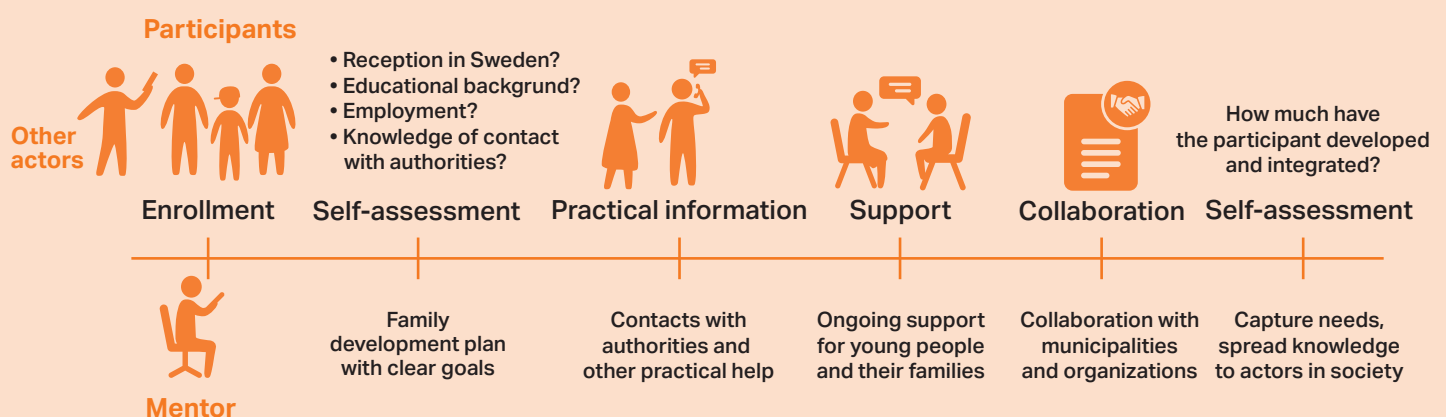 Participants
Other
actors
• Reception in Sweden?
• Educational backgrund?
• Employment?
• Knowledge of contact
with authorities?
How much have
the participant developed
and integrated?
Enrollment
Self-assessment
Practical information
Support
Collaboration
Self-assessment
Mentor
Family
development plan
with clear goals
Contacts with
authorities and
other practical help
Ongoing support
for young people
and their families
Collaboration with
municipalities
and organizations
Capture needs,
spread knowledge
to actors in society